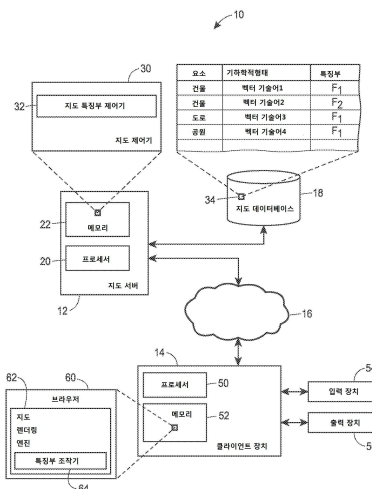 10
30
32
지도 특징부 제어기
지도 제어기
요소 기하학적형태 특징부
건물 벡터 기술어1 F1
건물 벡터 기술어2 F2
도로 벡터 기술어3 F1
공원 벡터 기술어4 F1
22
메모리
20
프로세서
지도 서버
12
34
18
지도 데이터베이스
16
14
프로세서
50
메모리
52
클라이언트 장치
입력 장치
출력 장치
60
브라우저
62
지도
렌더링
엔진
특징부 조작기
64